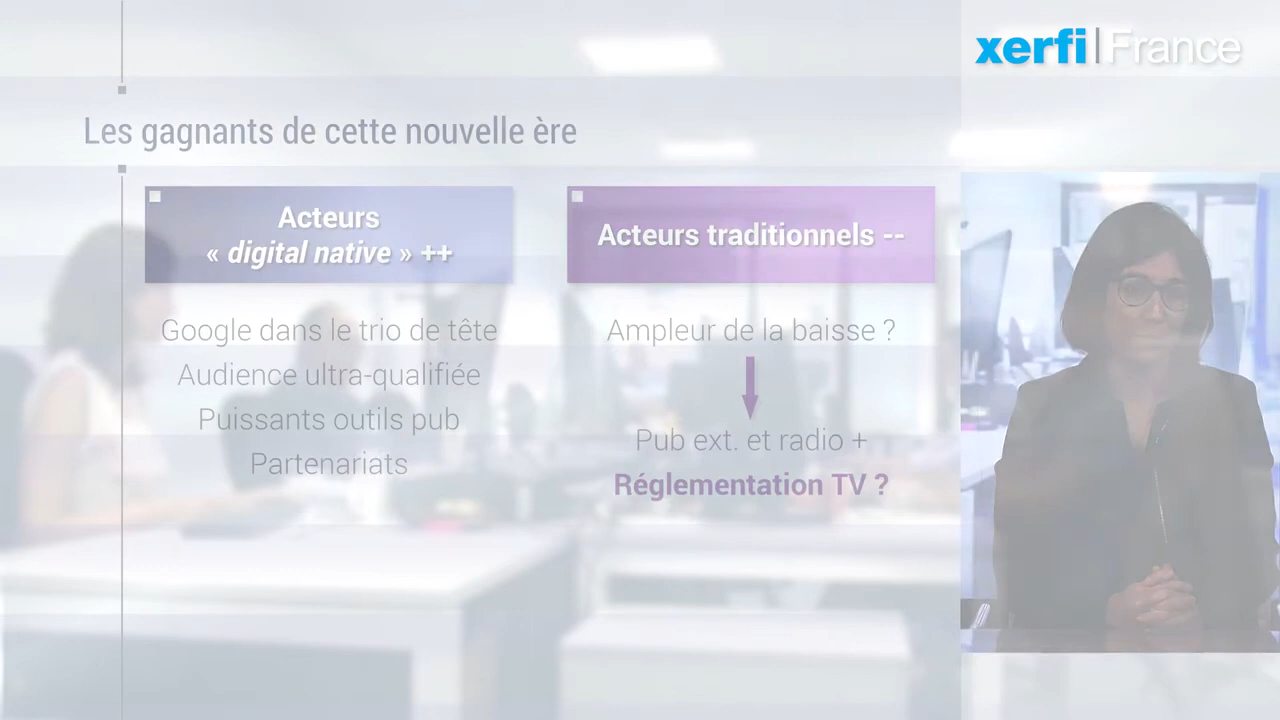 xerfi France
Les gagnants de cette nouvelle ère
Acteurs
« digital native » ++
Google dans le trio de tête
Audience ultra-qualifiée
Puissants outils pub
Partenariats
Acteurs traditionnels --
Ampleur de la baisse ?
Pub ext. et radio +
Réglementation TV ?